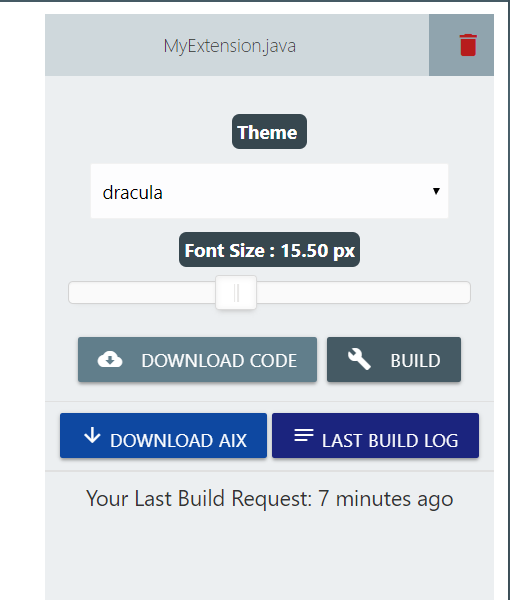 MyExtension.java
Theme
dracula
Font Size : 15.50 px
DOWNLOAD CODE
BUILD
DOWNLOAD AIX
LAST BUILD LOG
Your Last Build Request: 7 minutes ago